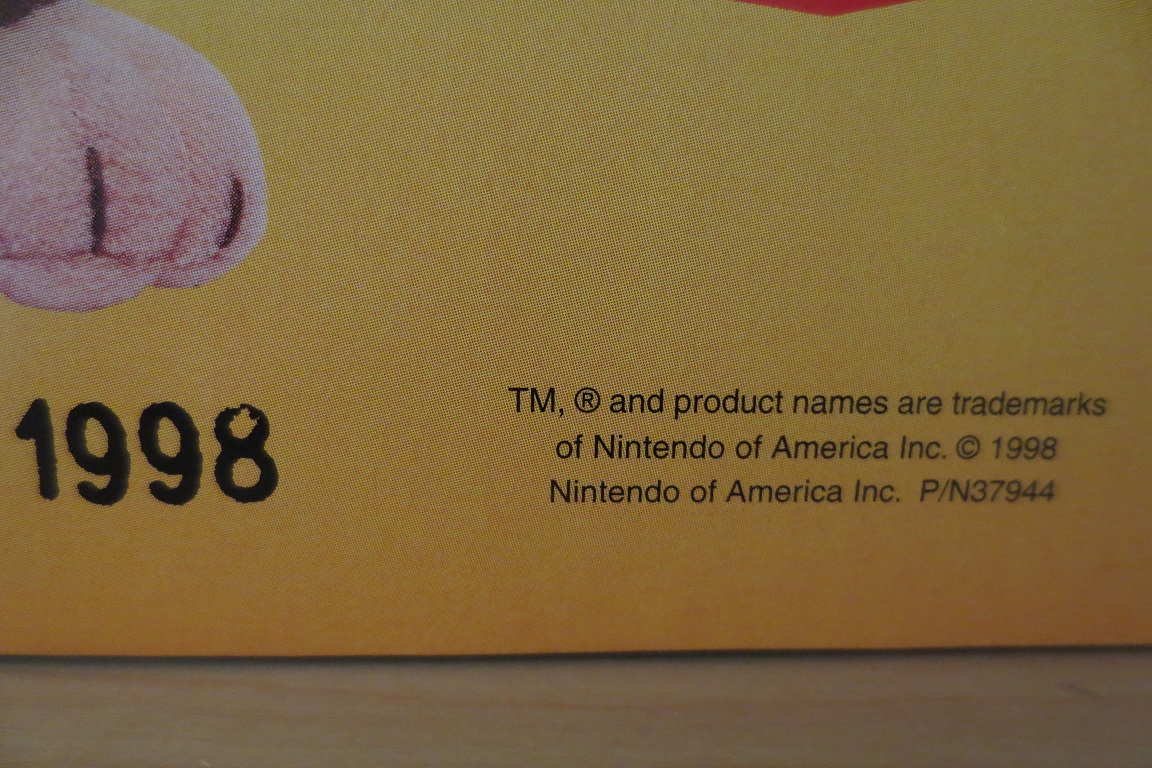 1998
TM, ® and product names are trademarks
of Nintendo of America Inc. © 1998
Nintendo of America Inc. P/N37944